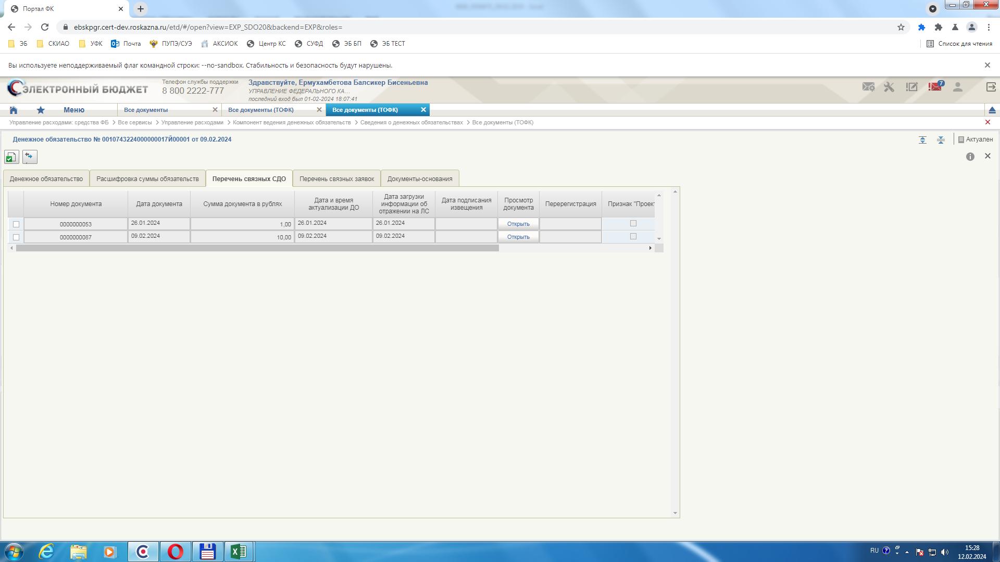 Портал ФК
ebskpgr.cert-dev.roskazna.ru/etd/#/open?view=EXP_SDO20&backend=EXP&roles=
ЭБ СКИАО УФК Почта ПУПЭ/СУЭ АКСИОК Центр КС СУФД ЭБ БП ЭБ ТЕСТ Список для чтения
Вы используете неподдерживаемый флаг командной строки: --no-sandbox. Стабильность и безопасность будут нарушены.
ЭЛЕКТРОННЫЙ БЮДЖЕТ
Телефон службы поддержки
8 800 2222-777
Здравствуйте, Ермухамбетова Балсикер Бисеньевна
УПРАВЛЕНИЕ ФЕДЕРАЛЬНОГО КА...
последний вход был 01-02-2024 18:07:41
7
Меню Все документы Все документы (ТОФК) Все документы (ТОФК)
Управление расходами: средства ФБ Все сервисы Управление расходами Компонент ведения денежных обязательств Сведения о денежных обязательствах Все документы (ТОФК)
Денежное обязательство № 0010743224000000017Й00001 от 09.02.2024
Актуален
Денежное обязательство Расшифровка суммы обязательств Перечень связных СДО Перечень связных заявок Документы-основания
Номер документа
Дата документа
Сумма документа в рублях
Дата и время
актуализации ДО
Дата загрузки
информации об
отражении на ЛС
Дата подписания
извещения
Просмотр
документа
Перерегистрация
Признак "Проект
0000000053 26.01.2024 1,00 26.01.2024 26.01.2024 Открыть
0000000087 09.02.2024 10,00 09.02.2024 09.02.2024 Открыть
RU
15:28
12.02.2024